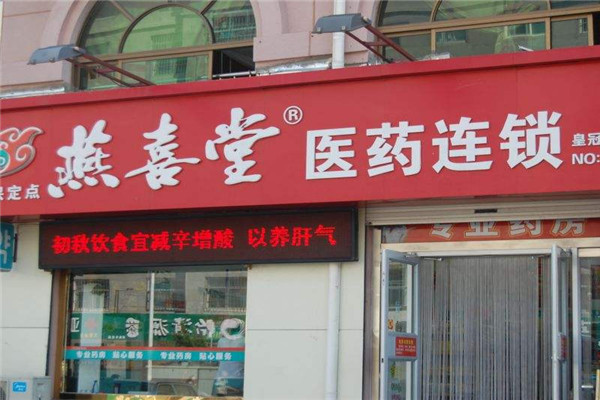 燕喜堂® 医药连锁
皇冠
NO:
定点
初秋饮食宜减辛增酸 以养肝气
专业药房
专业药房 贴心服务 专业药房 贴心服务